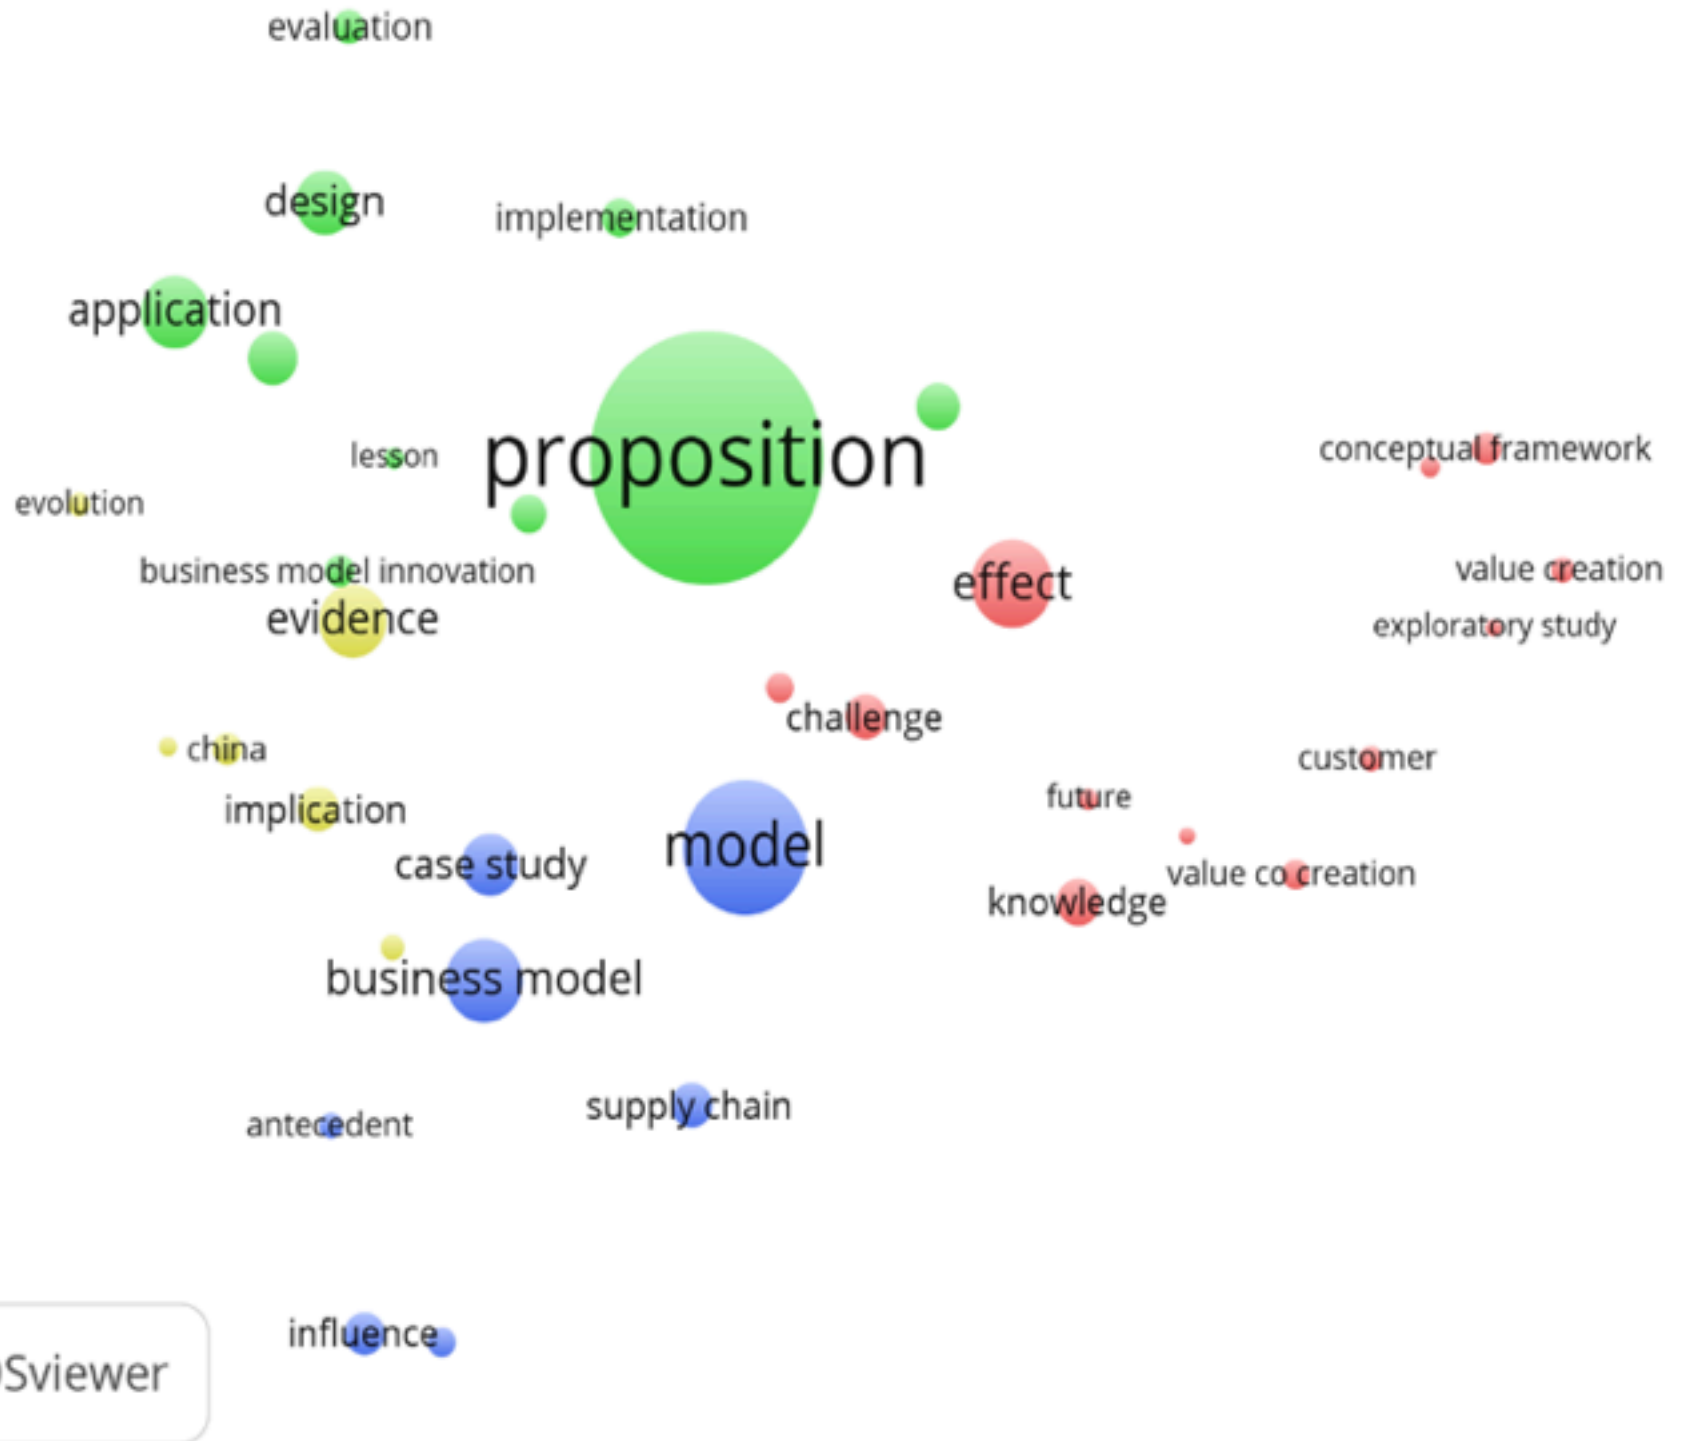 evaluation
design
implementation
application
proposition
lesson
conceptual framework
evolution
business model innovation
value creation
effect
evidence
exploratory study
challenge
china
customer
implication
future
case study
model
value co creation
knowledge
business model
supply chain
antecedent
influence
Sviewer